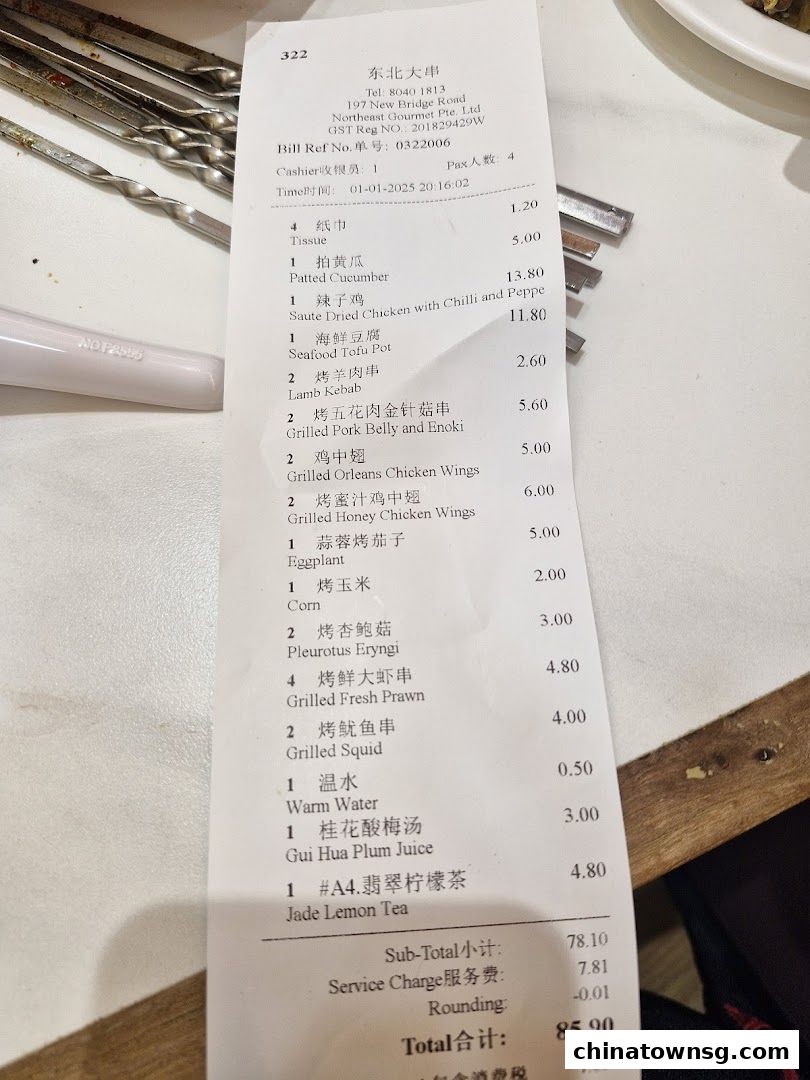 322
东北大串
Tel: 8040 1813
197 New Bridge Road
Northeast Gourmet Pte. Ltd
GST Reg NO.: 201829429W
Bill Ref No.单号: 0322006
Cashier收银员: 1 Pax人数: 4
Time时间: 01-01-2025 20:16:02
4 纸巾 1.20
Tissue
1 拍黄瓜 5.00
Patted Cucumber
1 辣子鸡 13.80
Saute Dried Chicken with Chilli and Peppe
1 海鲜豆腐 11.80
Seafood Tofu Pot
2 烤羊肉串 2.60
Lamb Kebab
2 烤五花肉金针菇串 5.60
Grilled Pork Belly and Enoki
2 鸡中翅 5.00
Grilled Orleans Chicken Wings
2 烤蜜汁鸡中翅 6.00
Grilled Honey Chicken Wings
1 蒜蓉烤茄子 5.00
Eggplant
1 烤玉米 2.00
Corn
2 烤杏鲍菇 3.00
Pleurotus Eryngi
4 烤鲜大虾串 4.80
Grilled Fresh Prawn
2 烤鱿鱼串 4.00
Grilled Squid
1 温水 0.50
Warm Water
1 桂花酸梅汤 3.00
Gui Hua Plum Juice
1 #A4.翡翠柠檬茶 4.80
Jade Lemon Tea
Sub-Total小计: 78.10
Service Charge服务费: 7.81
Rounding: -0.01
Total合计: 85.90
包含消费税
chinatownsg.com